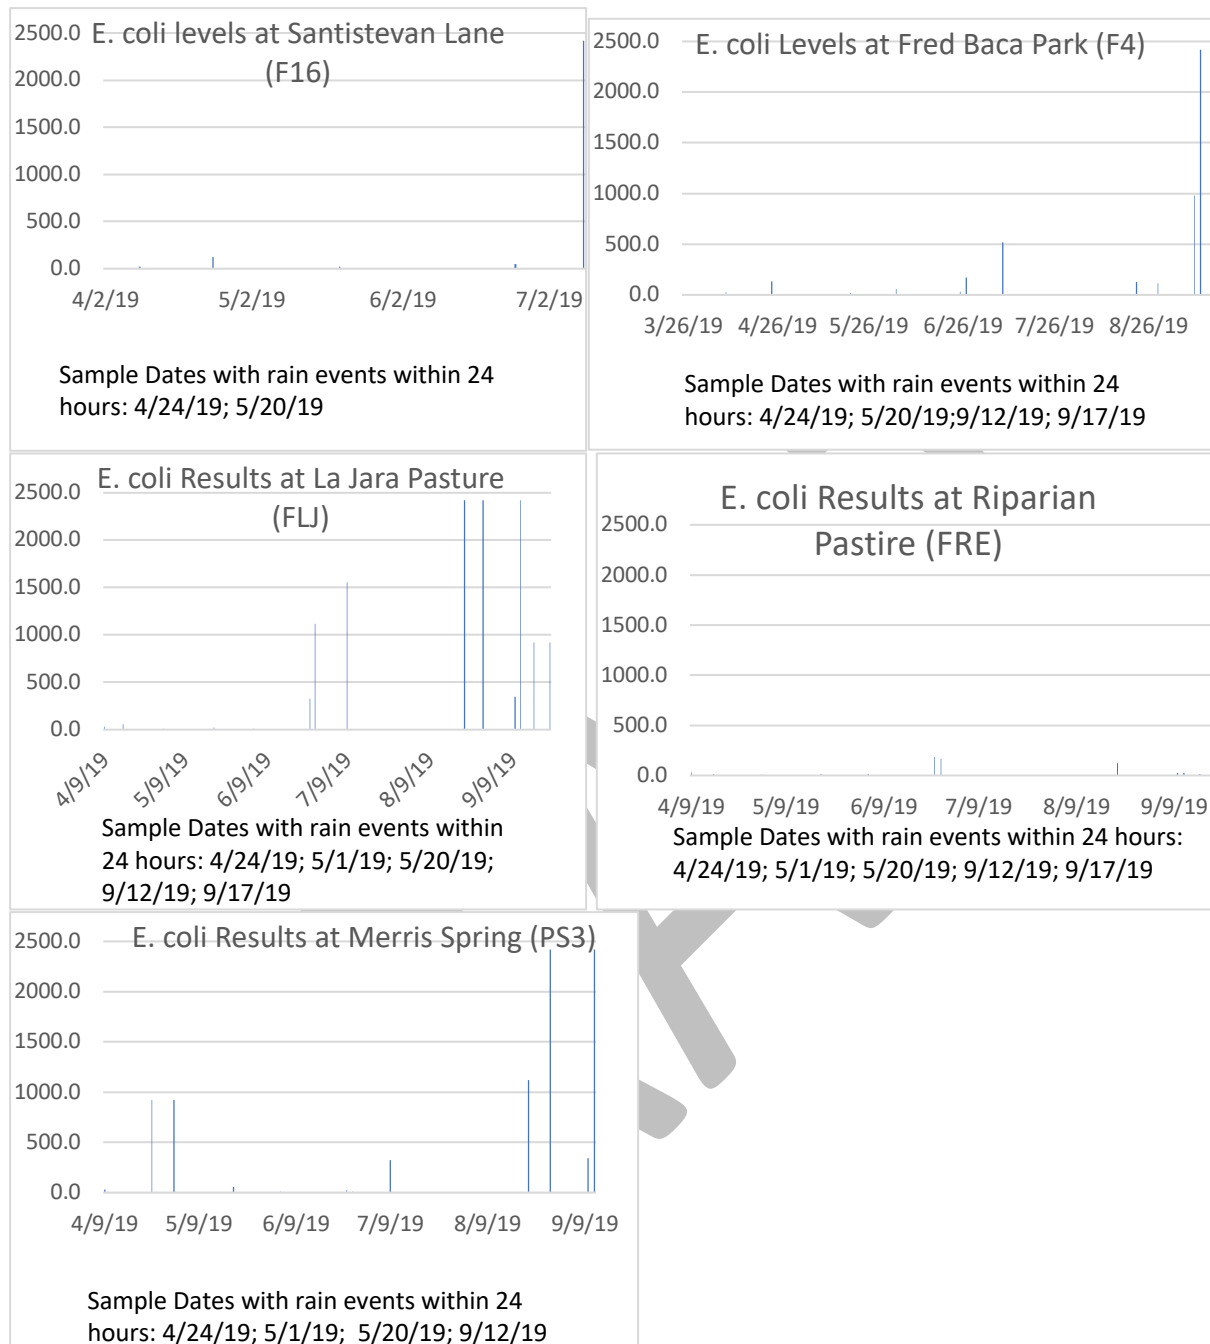 E. coli levels at Santistevan Lane
(F16)
2500.0
2000.0
1500.0
1000.0
500.0
0.0
4/2/19 5/2/19 6/2/19 7/2/19
Sample Dates with rain events within 24
hours: 4/24/19; 5/20/19
E. coli Levels at Fred Baca Park (F4)
2500.0
2000.0
1500.0
1000.0
500.0
0.0
3/26/19 4/26/19 5/26/19 6/26/19 7/26/19 8/26/19
Sample Dates with rain events within 24
hours: 4/24/19; 5/20/19;9/12/19; 9/17/19
E. coli Results at La Jara Pasture
(FLJ)
2500.0
2000.0
1500.0
1000.0
500.0
0.0
4/9/19 5/9/19 6/9/19 7/9/19 8/9/19 9/9/19
Sample Dates with rain events within
24 hours: 4/24/19; 5/1/19; 5/20/19;
9/12/19; 9/17/19
E. coli Results at Riparian
Pastire (FRE)
2500.0
2000.0
1500.0
1000.0
500.0
0.0
4/9/19 5/9/19 6/9/19 7/9/19 8/9/19 9/9/19
Sample Dates with rain events within 24 hours:
4/24/19; 5/1/19; 5/20/19; 9/12/19; 9/17/19
E. coli Results at Merris Spring (PS3)
2500.0
2000.0
1500.0
1000.0
500.0
0.0
4/9/19 5/9/19 6/9/19 7/9/19 8/9/19 9/9/19
Sample Dates with rain events within 24
hours: 4/24/19; 5/1/19; 5/20/19; 9/12/19